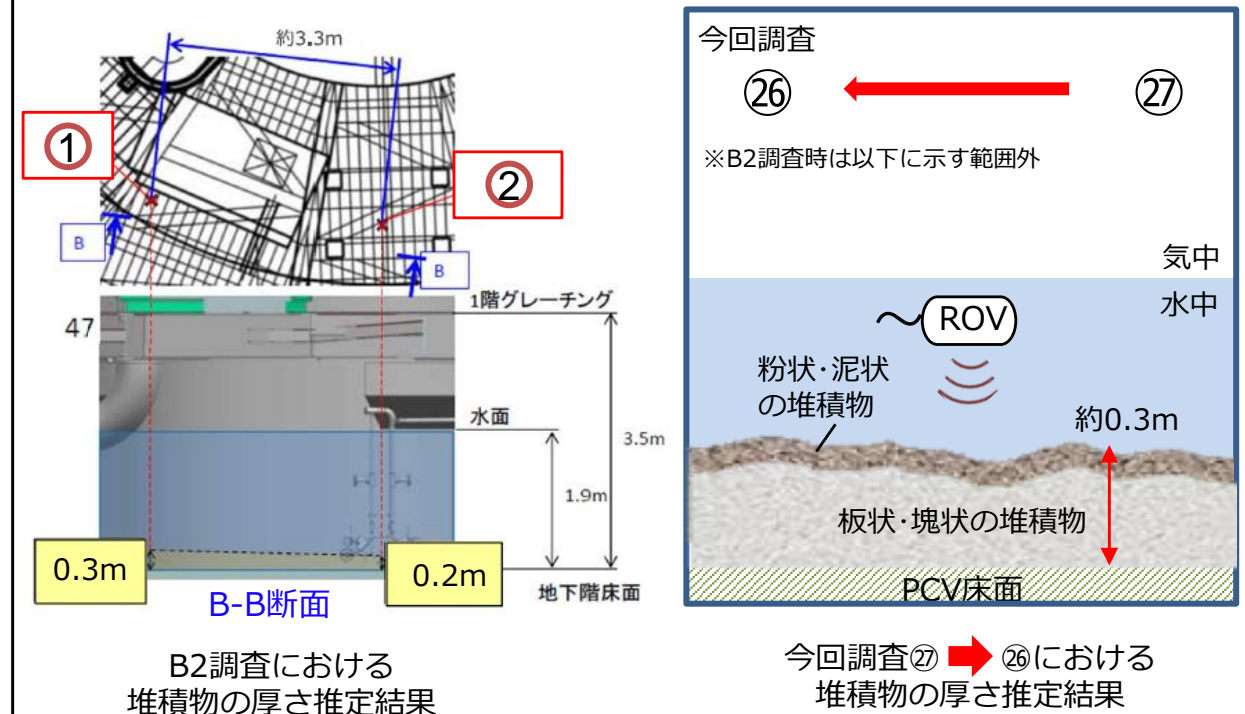 約3.3m
①
②
B
B
47
1階グレーチング
水面
3.5m
1.9m
0.3m
0.2m
地下階床面
B-B断面
B2調査における
堆積物の厚さ推定結果
今回調査
㉖
㉗
※B2調査時は以下に示す範囲外
気中
水中
ROV
粉状･泥状
の堆積物
約0.3m
板状･塊状の堆積物
PCV床面
今回調査㉗ ㉖における
堆積物の厚さ推定結果